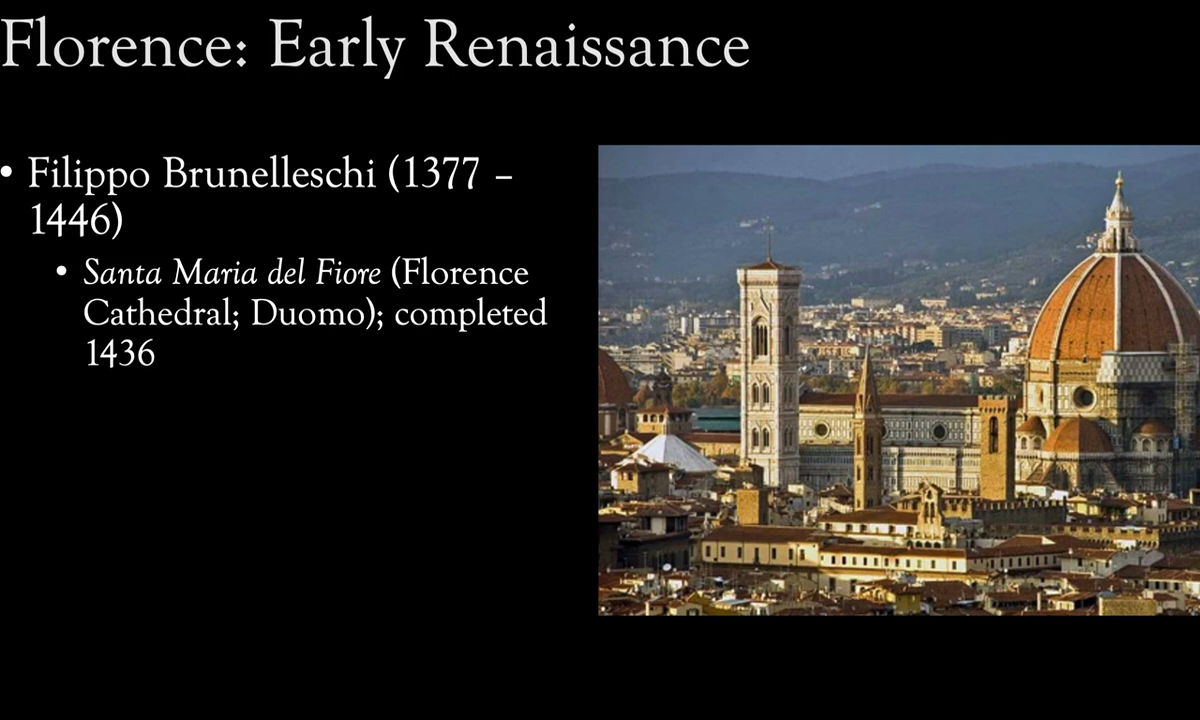 Florence: Early Renaissance
• Filippo Brunelleschi (1377 –
1446)
• Santa Maria del Fiore (Florence
Cathedral; Duomo); completed
1436